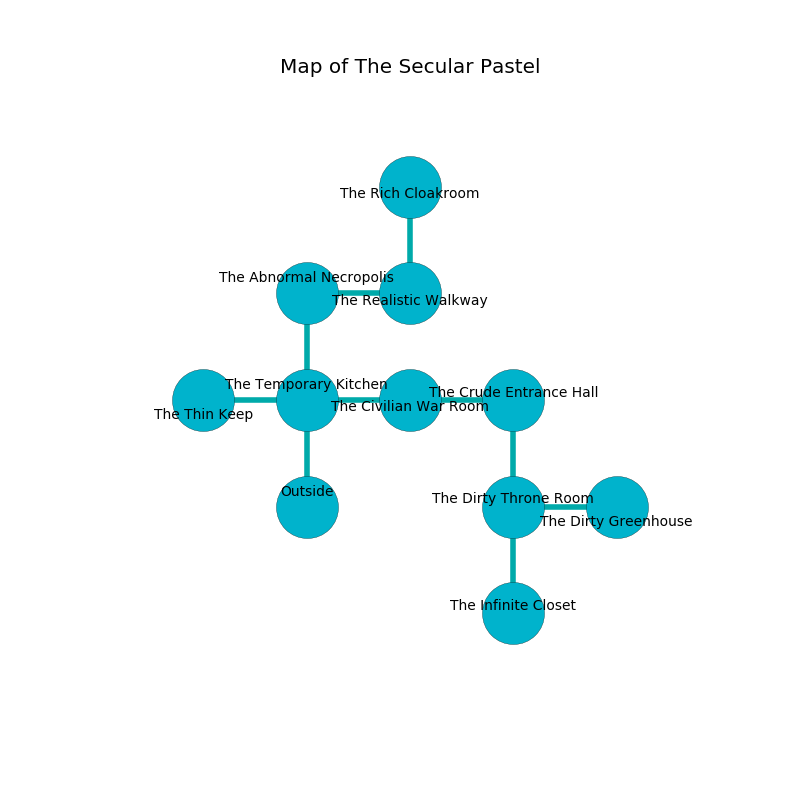 Map of The Secular Pastel
The Rich Cloakroom
The Abnormal Necropolis
The Realistic Walkway
The Temporary Kitchen
The Crude Entrance Hall
The Civilian War Room
The Thin Keep
Outside
The Dirty Throne Room
The Dirty Greenhouse
The Infinite Closet